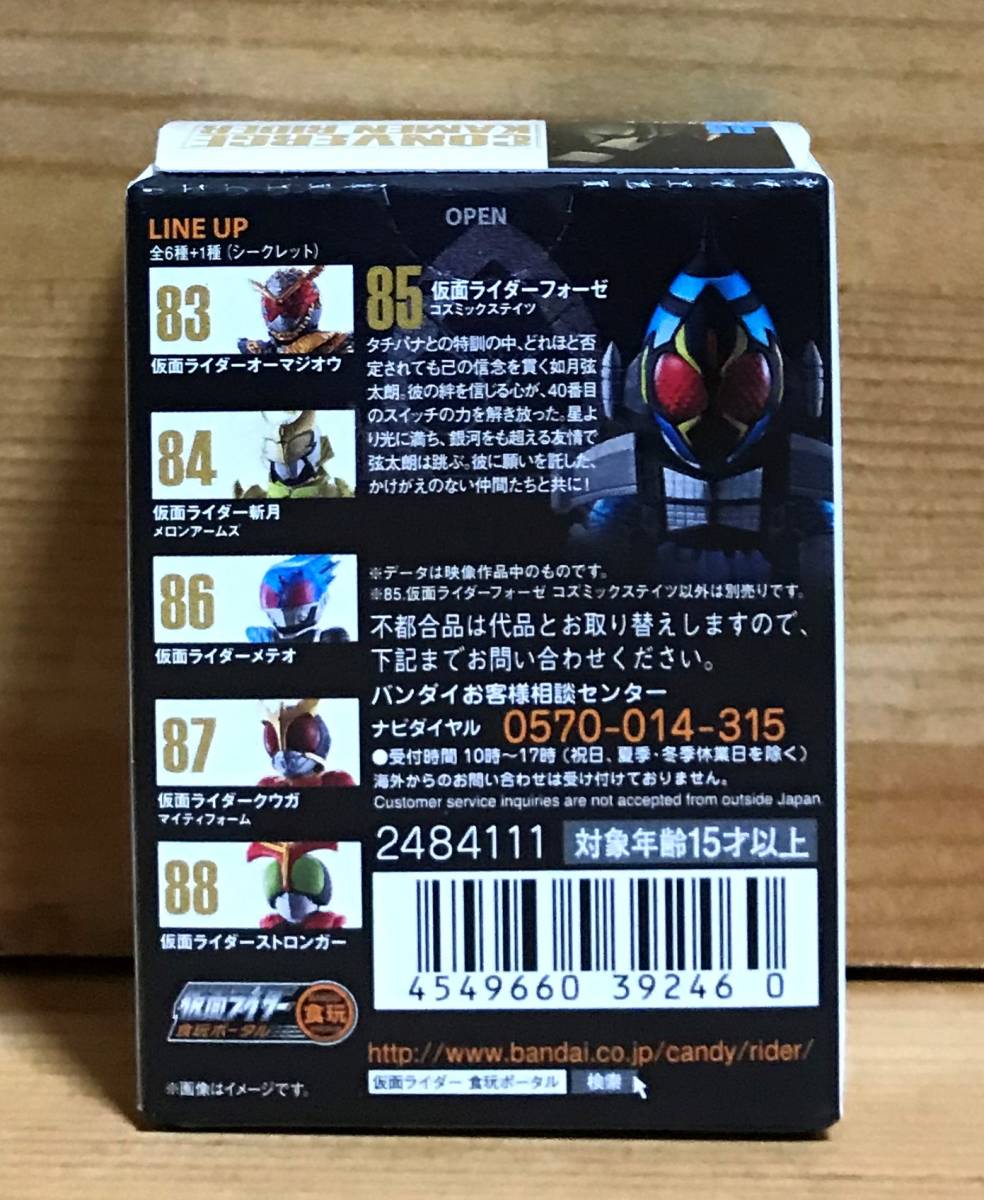 CONVERGE
KAMEN RIDER
OPEN
LINE UP
全6種+1種(シークレット)
83
仮面ライダーオーマジオウ
84
仮面ライダー斬月
メロンアームズ
86
仮面ライダーメテオ
87
仮面ライダークウガ
マイティフォーム
88
仮面ライダーストロンガー
仮面ライダー
食玩ポータル
食玩
※画像はイメージです。
85 仮面ライダーフォーゼ
コズミックステイツ
タチバナとの特訓の中、どれほど否
定されても己の信念を貫く如月弦
太朗。彼の絆を信じる心が、40番目
のスイッチの力を解き放った。星よ
り光に満ち、銀河をも超える友情で
弦太朗は跳ぶ。彼に願いを託した、
かけがえのない仲間たちと共に!
※データは映像作品中のものです。
※85.仮面ライダーフォーゼ コズミックステイツ以外は別売りです。
不都合品は代品とお取り替えしますので、
下記までお問い合わせください。
バンダイお客様相談センター
ナビダイヤル 0570-014-315
●受付時間 10時～17時(祝日、夏季・冬季休業日を除く)
海外からのお問い合わせは受け付けておりません。
Customer service inquiries are not accepted from outside Japan
2484111 対象年齢15才以上
4549660 39246 0
http://www.bandai.co.jp/candy/rider/
仮面ライダー 食玩ポータル 検索